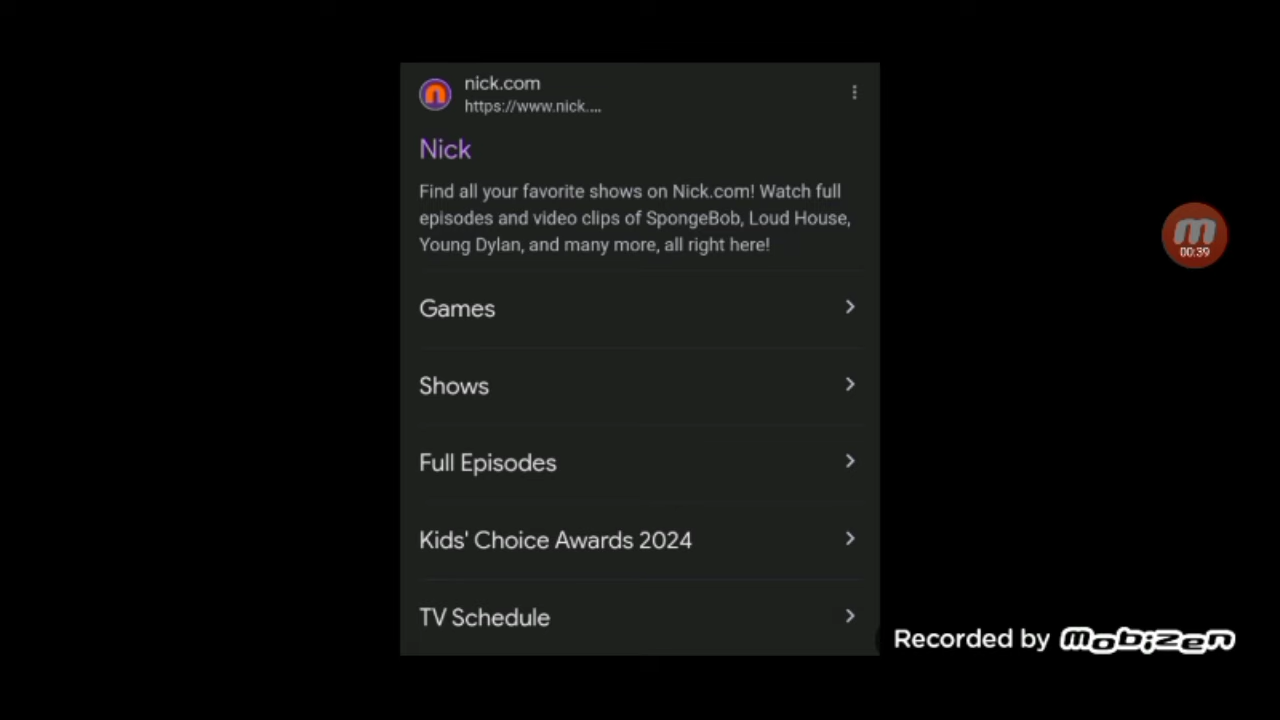 nick.com
https://www.nick....
Nick
Find all your favorite shows on Nick.com! Watch full
episodes and video clips of SpongeBob, Loud House,
Young Dylan, and many more, all right here!
Games
Shows
Full Episodes
Kids' Choice Awards 2024
TV Schedule
m
00:39
Recorded by mobizen